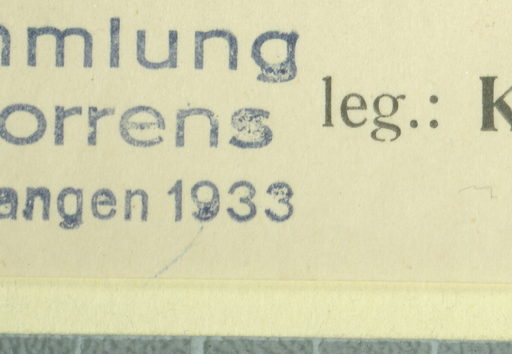 mmlung
orrens
angen 1933
leg.: K